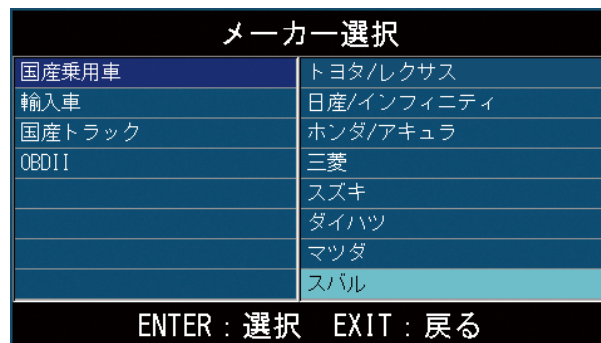 メーカー選択
国産乗用車
輸入車
国産トラック
OBDII
トヨタ/レクサス
日産/インフィニティ
ホンダ/アキュラ
三菱
スズキ
ダイハツ
マツダ
スバル
ENTER：選択 EXIT：戻る